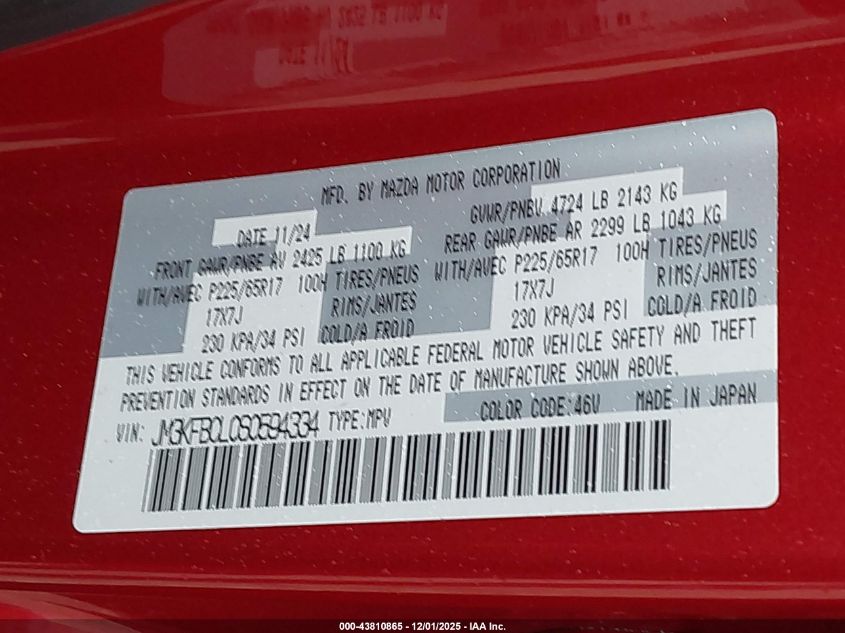 MFD. BY MAZDA MOTOR CORPORATION
DATE 11/24 GVWR/PNBV 4724 LB 2143 KG
FRONT GAWR/PNBE AV 2425 LB 1100 KG REAR GAWR/PNBE AR 2299 LB 1043 KG
WITH/AVEC P225/65R17 100H TIRES/PNEUS WITH/AVEC P225/65R17 100H TIRES/PNEUS
17X7J RIMS/JANTES 17X7J RIMS/JANTES
230 KPA/34 PSI COLD/A FROID 230 KPA/34 PSI COLD/A FROID
THIS VEHICLE CONFORMS TO ALL APPLICABLE FEDERAL MOTOR VEHICLE SAFETY AND THEFT
PREVENTION STANDARDS IN EFFECT ON THE DATE OF MANUFACTURE SHOWN ABOVE.
VIN: JM3KFBCL0S0594334 TYPE:MPV COLOR CODE:46V MADE IN JAPAN
000-43810865 - 12/01/2025 - IAA Inc.